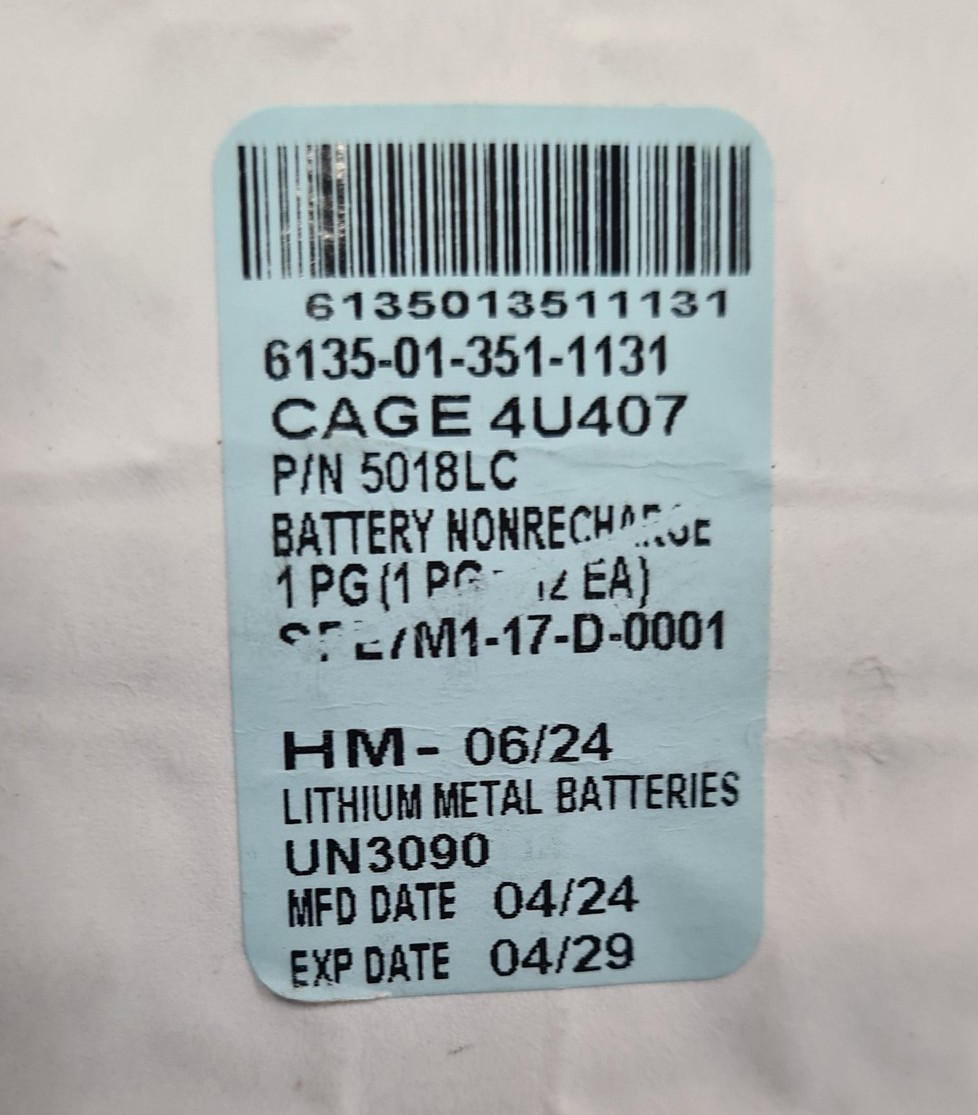 6135013511131
6135-01-351-1131
CAGE 4U407
P/N 5018LC
BATTERY NONRECHARGE
1 PG (1 PG 12 EA)
M1-17-D-0001
HM- 06/24
LITHIUM METAL BATTERIES
UN3090
MFD DATE 04/24
EXP DATE 04/29